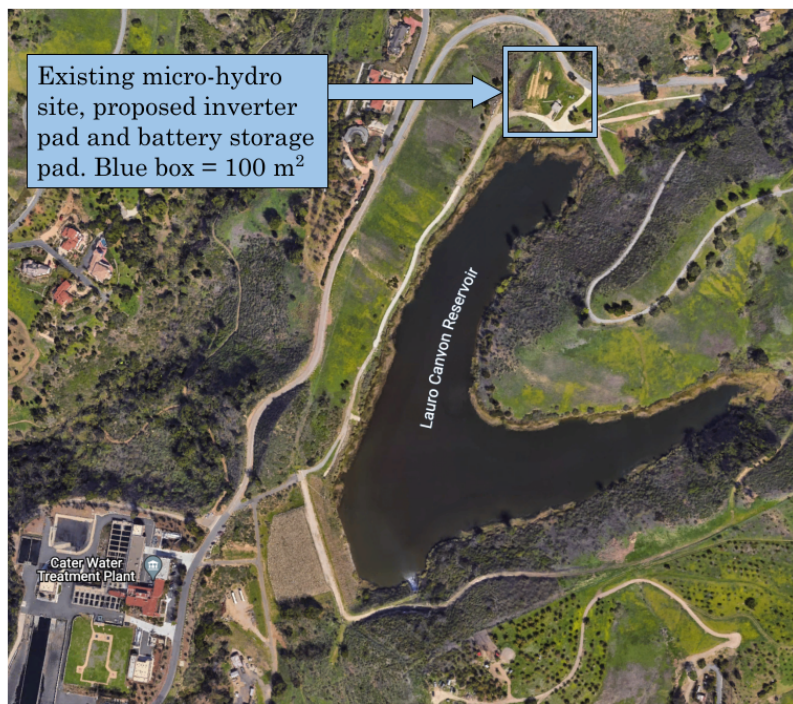 Existing micro-hydro
site, proposed inverter
pad and battery storage
pad. Blue box = 100 m²
Lauro Canyon Reservoir
Cater Water
Treatment Plant